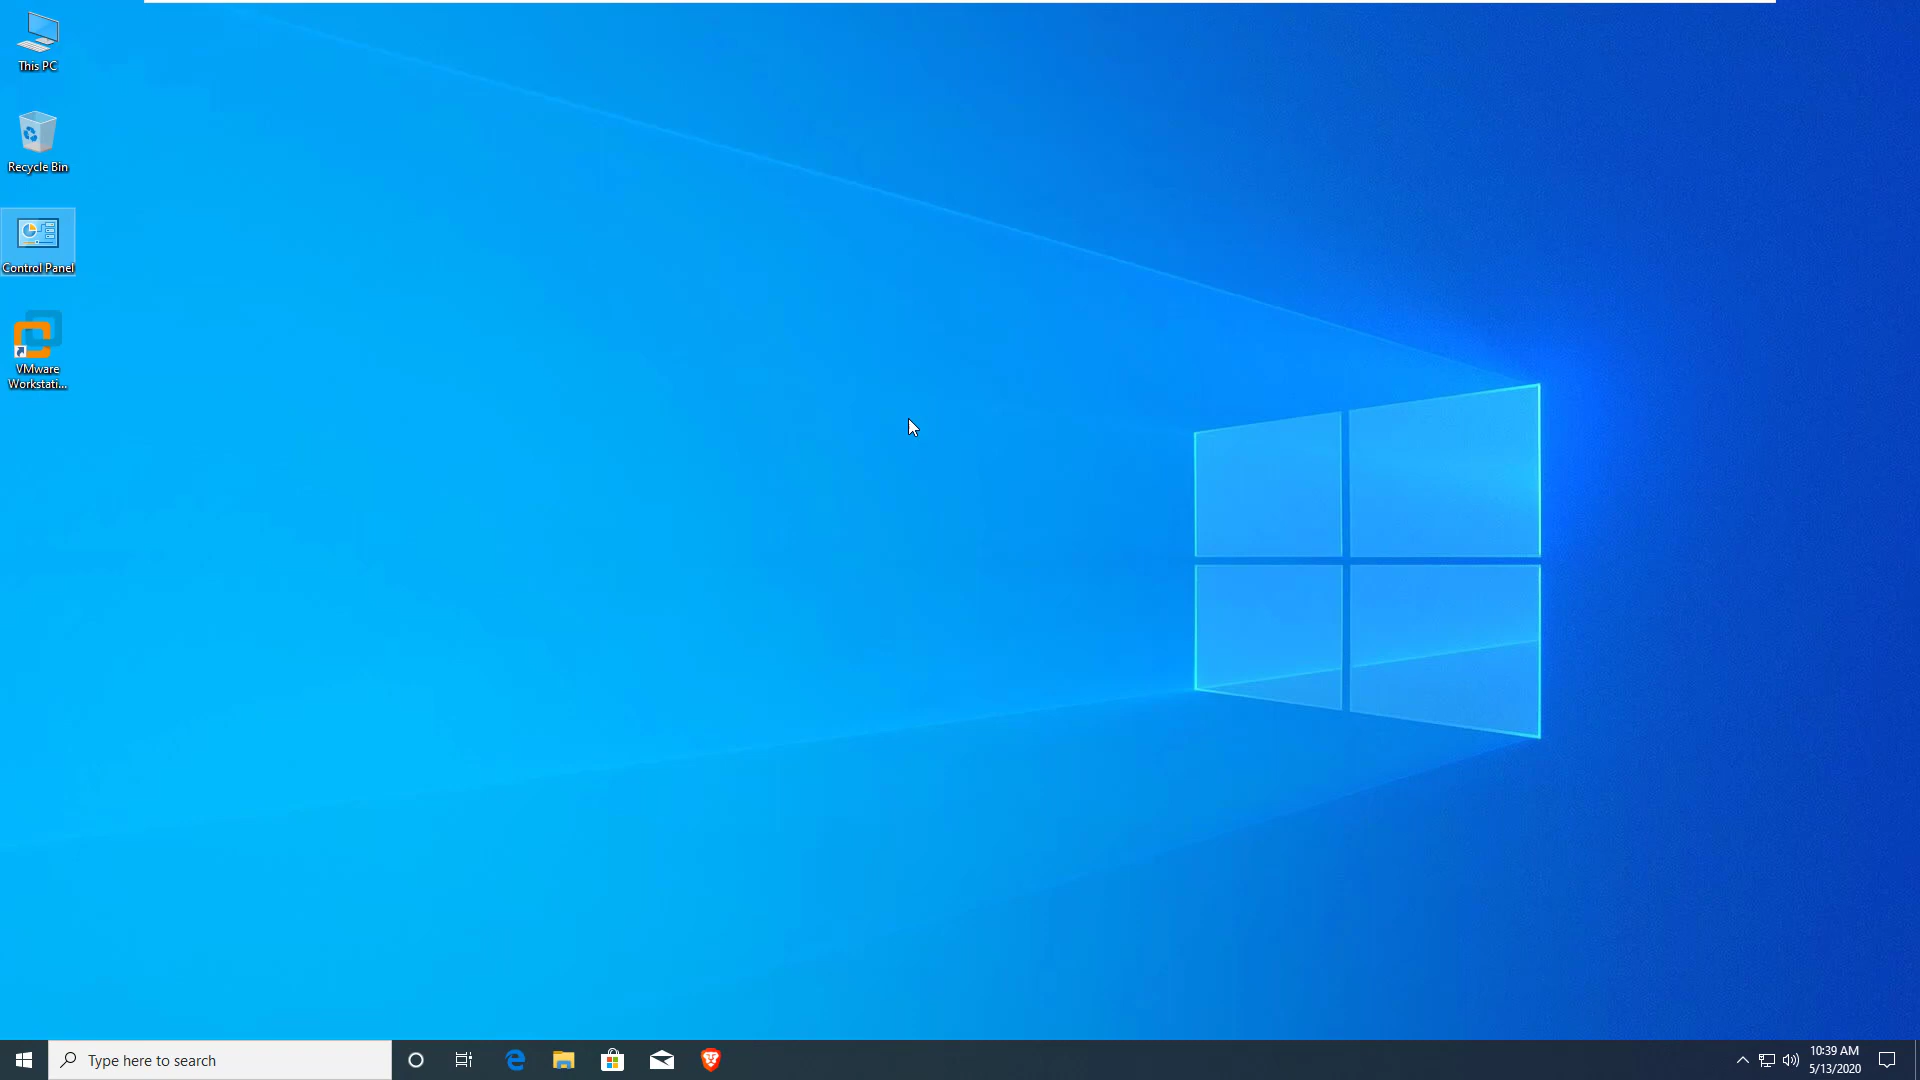 This PC
Recycle Bin
Control Panel
VMware
Workstati...
Type here to search
10:39 AM
5/13/2020